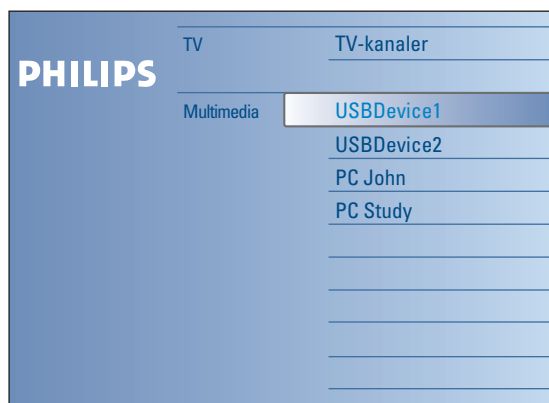 PHILIPS
TV TV-kanaler
Multimedia USBDevice1
USBDevice2
PC John
PC Study